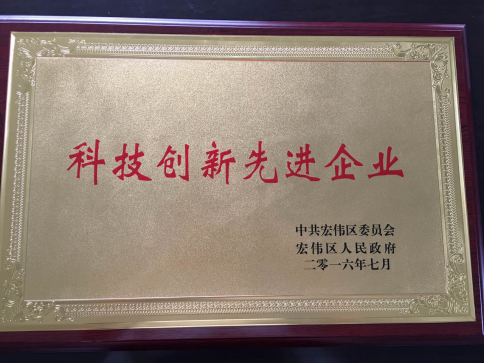 科技创新先进企业
中共宏伟区委员会
宏伟区人民政府
二零一六年七月